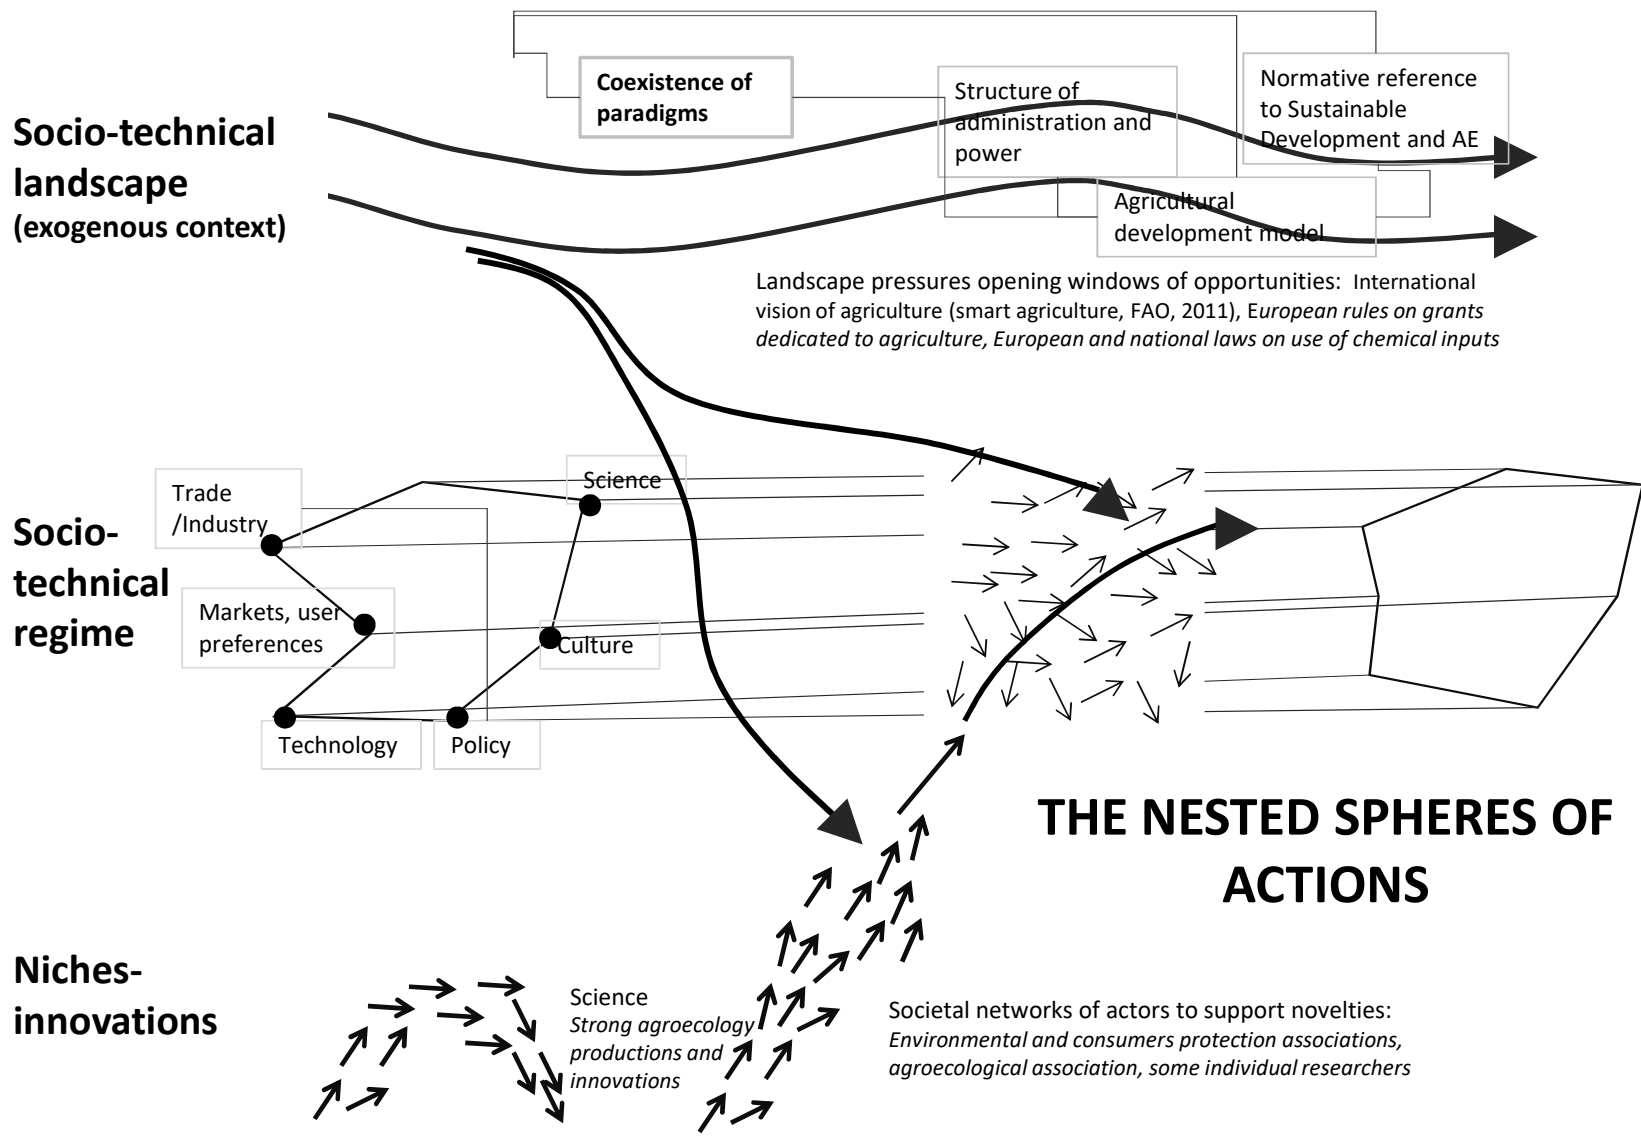 Socio-technical
landscape
(exogenous context)
Coexistence of
paradigms
Structure of
administration and
power
Normative reference
to Sustainable
Development and AE
Agricultural
development model
Landscape pressures opening windows of opportunities: International
vision of agriculture (smart agriculture, FAO, 2011), European rules on grants
dedicated to agriculture, European and national laws on use of chemical inputs
Socio-
technical
regime
Trade
/Industry
Science
Markets, user
preferences
Culture
Technology
Policy
THE NESTED SPHERES OF
ACTIONS
Niches-
innovations
Science
Strong agroecology
productions and
innovations
Societal networks of actors to support novelties:
Environmental and consumers protection associations,
agroecological association, some individual researchers